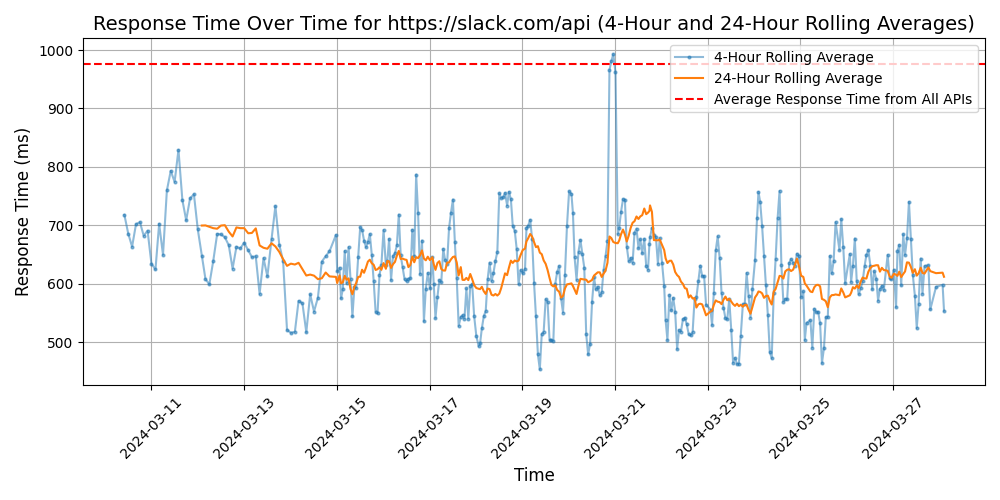 Response Time Over Time for https://slack.com/api (4-Hour and 24-Hour Rolling Averages)
4-Hour Rolling Average
24-Hour Rolling Average
Average Response Time from All APIs
Response Time (ms)
1000
900
800
700
600
500
2024-03-11
2024-03-13
2024-03-15
2024-03-17
2024-03-19
2024-03-21
2024-03-23
2024-03-25
2024-03-27
Time